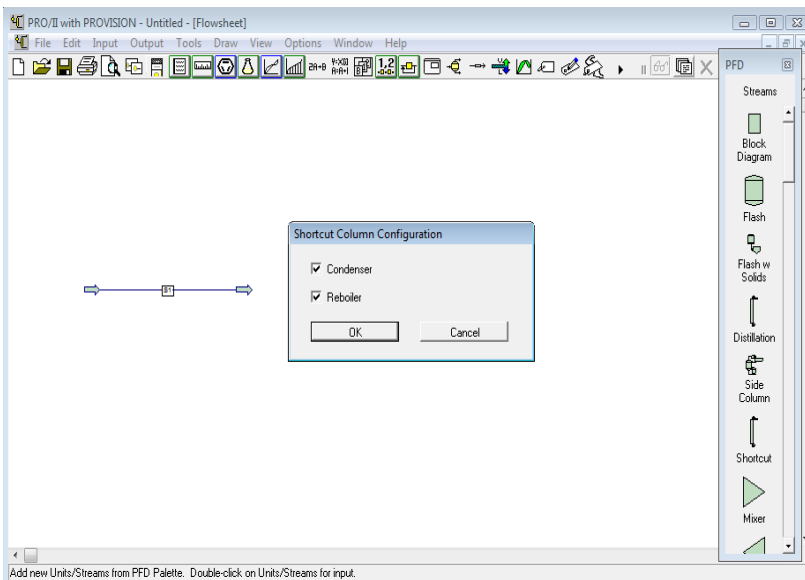 PRO/II with PROVISION - Untitled - [Flowsheet]
File Edit Input Output Tools Draw View Options Window Help
PFD
Streams
Block
Diagram
Flash
Flash w
Solids
Distillation
Side
Column
Shortcut
Mixer
S1
Shortcut Column Configuration
Condenser
Reboiler
OK Cancel
Add new Units/Streams from PFD Palette. Double-click on Units/Streams for input.